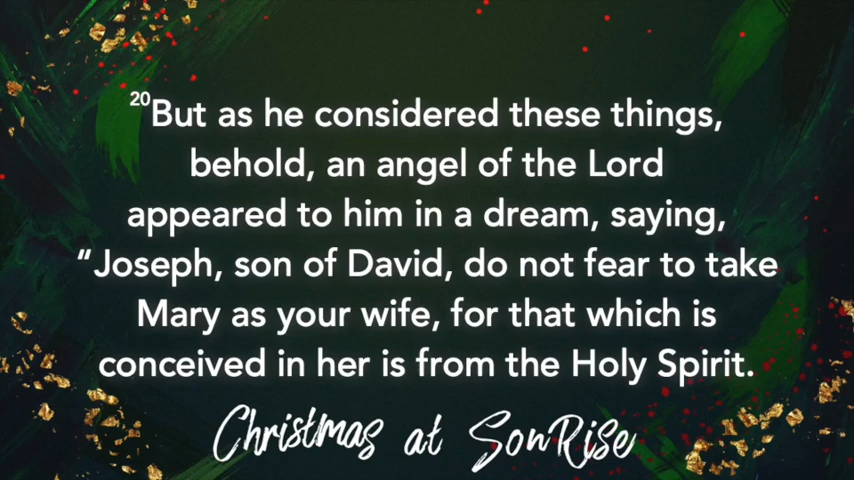 20But as he considered these things,
behold, an angel of the Lord
appeared to him in a dream, saying,
“Joseph, son of David, do not fear to take
Mary as your wife, for that which is
conceived in her is from the Holy Spirit.
Christmas at SonRise